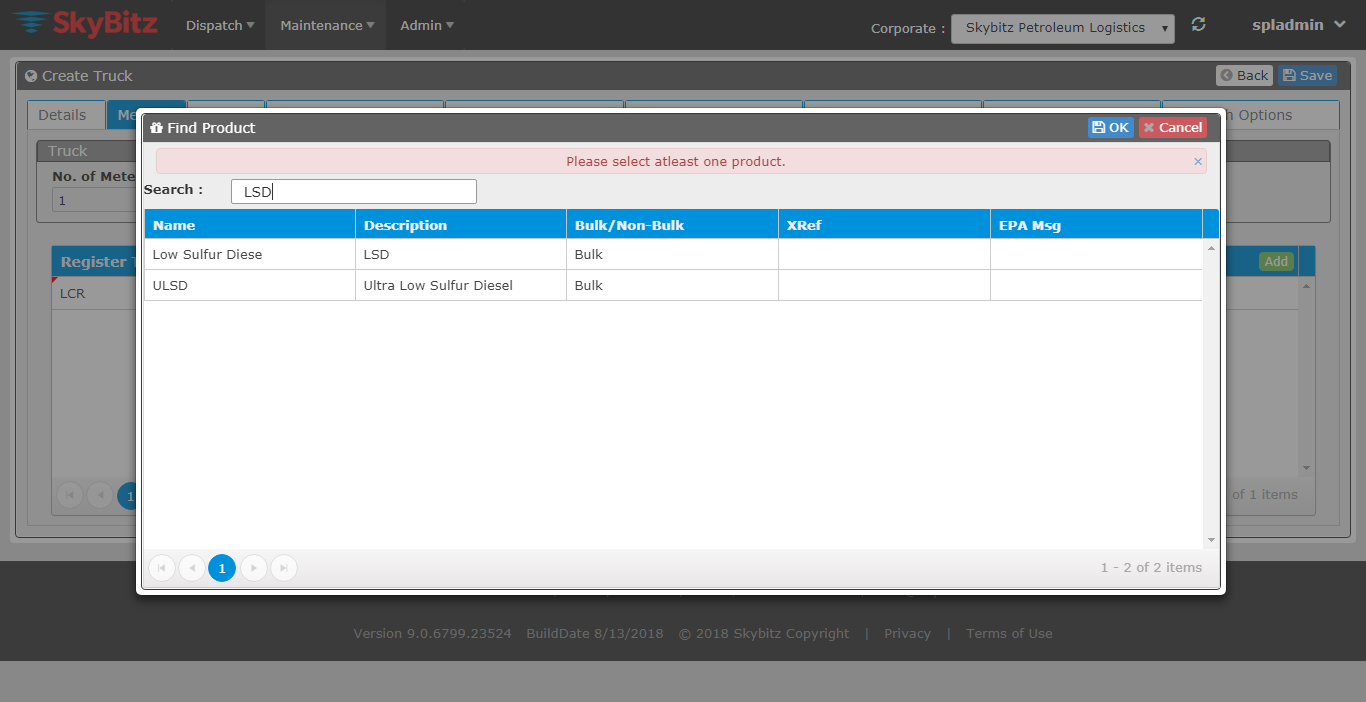 SkyBitz Dispatch Maintenance Admin Corporate : Skybitz Petroleum Logistics spladmin
Create Truck Back Save
Details Me n Options
Find Product OK Cancel
Truck
Please select atleast one product. ×
No. of Mete
Search : LSD
1
Name Description Bulk/Non-Bulk XRef EPA Msg
Low Sulfur Diese LSD Bulk
Register T Add
ULSD Ultra Low Sulfur Diesel Bulk
LCR
1 of 1 items
1 1 - 2 of 2 items
Version 9.0.6799.23524 BuildDate 8/13/2018 © 2018 Skybitz Copyright | Privacy | Terms of Use